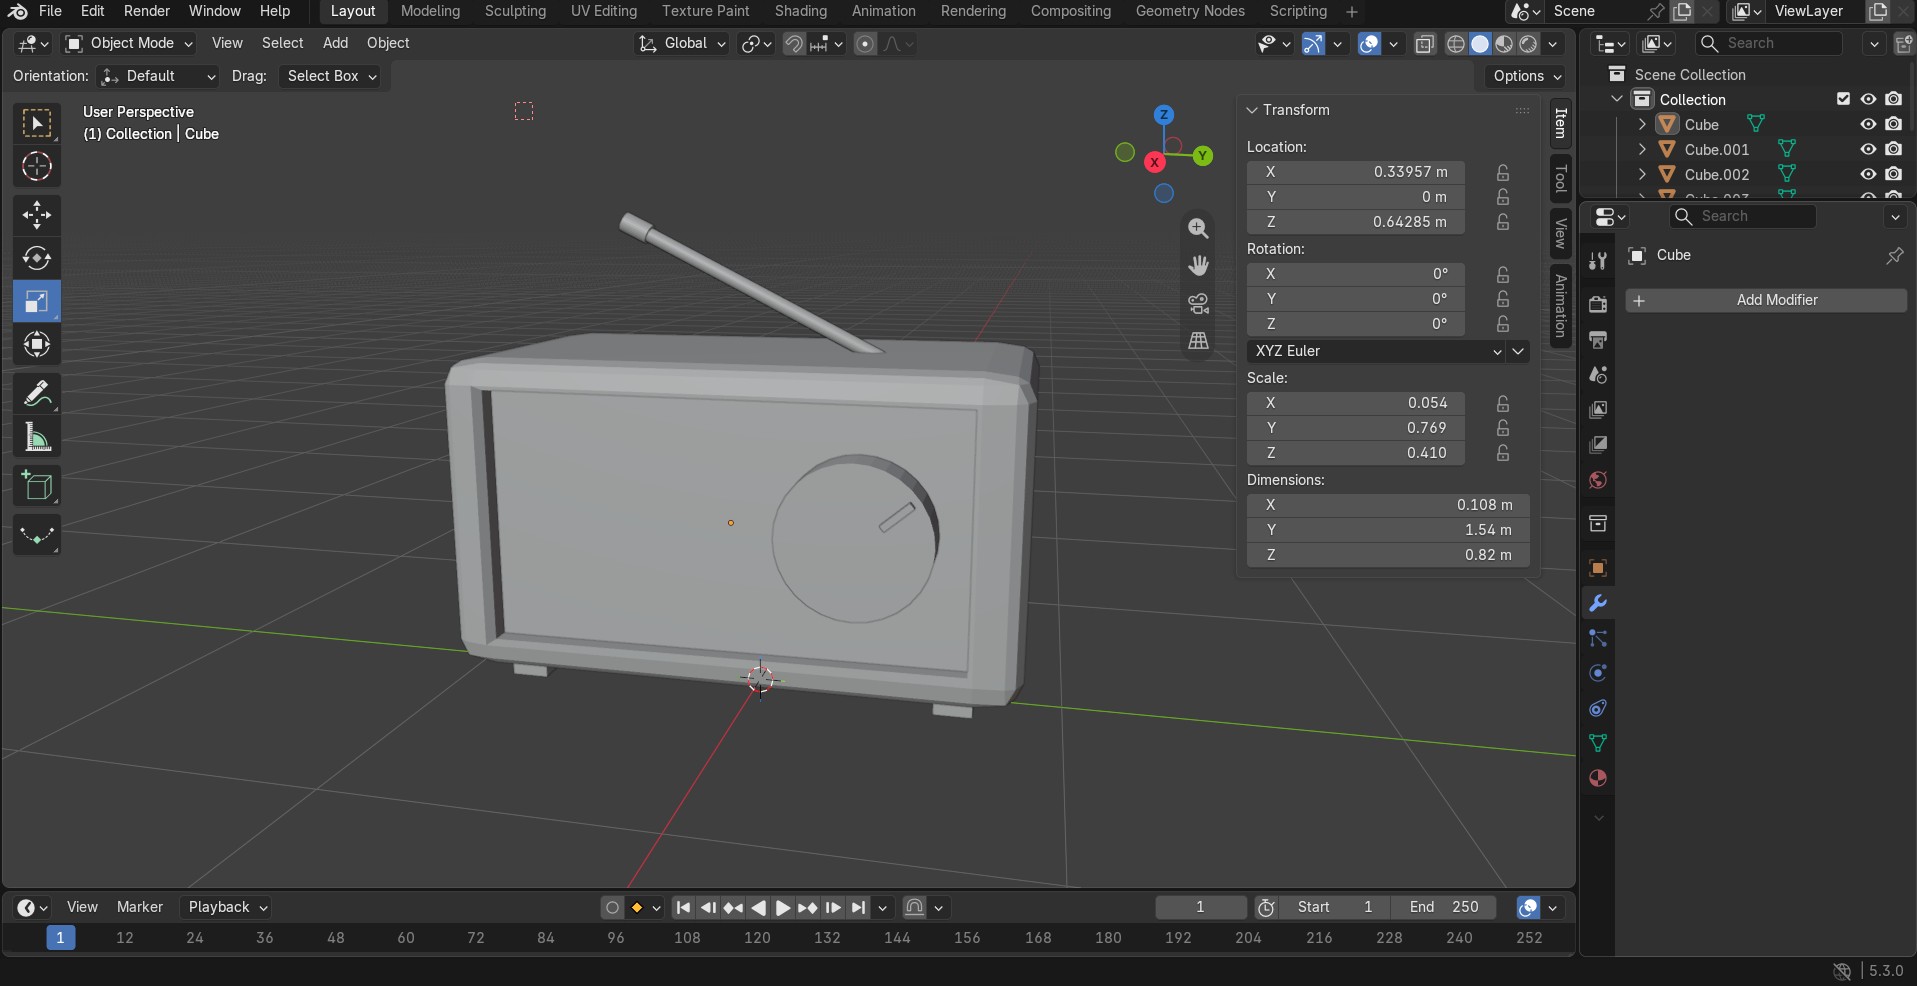 File Edit Render Window Help Layout Modeling Sculpting UV Editing Texture Paint Shading Animation Rendering Compositing Geometry Nodes Scripting + Scene ViewLayer
Object Mode View Select Add Object Global Search
Orientation: Default Drag: Select Box Options
User Perspective
(1) Collection | Cube
Z
Y
X
Transform
Location:
X 0.33957 m
Y 0 m
Z 0.64285 m
Rotation:
X 0°
Y 0°
Z 0°
XYZ Euler
Scale:
X 0.054
Y 0.769
Z 0.410
Dimensions:
X 0.108 m
Y 1.54 m
Z 0.82 m
Item
Tool
View
Animation
Scene Collection
Collection
Cube
Cube.001
Cube.002
Search
Cube
+ Add Modifier
View Marker Playback 1 Start 1 End 250
1 12 24 36 48 60 72 84 96 108 120 132 144 156 168 180 192 204 216 228 240 252
5.3.0